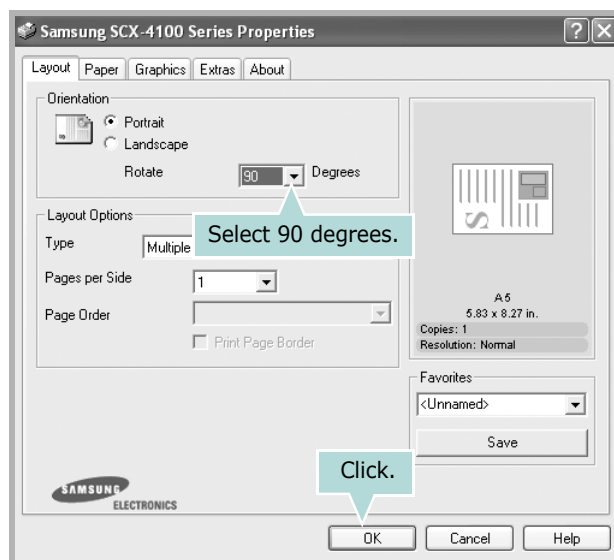 Samsung SCX-4100 Series Properties
Layout Paper Graphics Extras About
Orientation
Portrait
Landscape
Rotate 90 Degrees
Select 90 degrees.
Layout Options
Type Multiple
Pages per Side 1
Page Order
Print Page Border
S
A5
5.83 x 8.27 in.
Copies: 1
Resolution: Normal
Favorites
<Unnamed>
Save
Click.
SAMSUNG
ELECTRONICS
OK Cancel Help